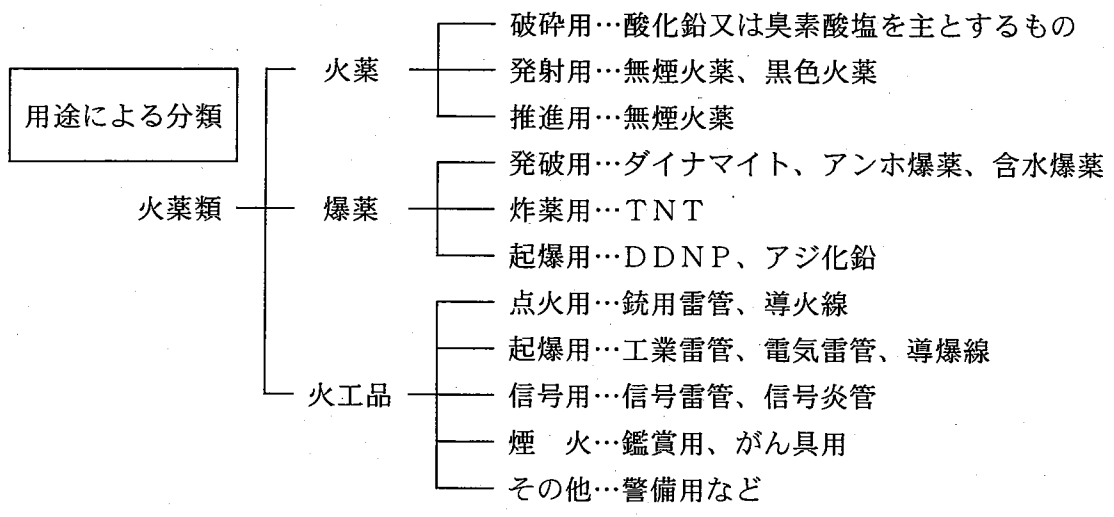 破砕用…酸化鉛又は臭素酸塩を主とするもの
火薬
発射用…無煙火薬、黒色火薬
用途による分類
推進用…無煙火薬
発破用…ダイナマイト、アンホ爆薬、含水爆薬
火薬類
爆薬
炸薬用…TNT
起爆用…DDNP、アジ化鉛
点火用…銃用雷管、導火線
起爆用…工業雷管、電気雷管、導爆線
火工品
信号用…信号雷管、信号炎管
煙　火…鑑賞用、がん具用
その他…警備用など